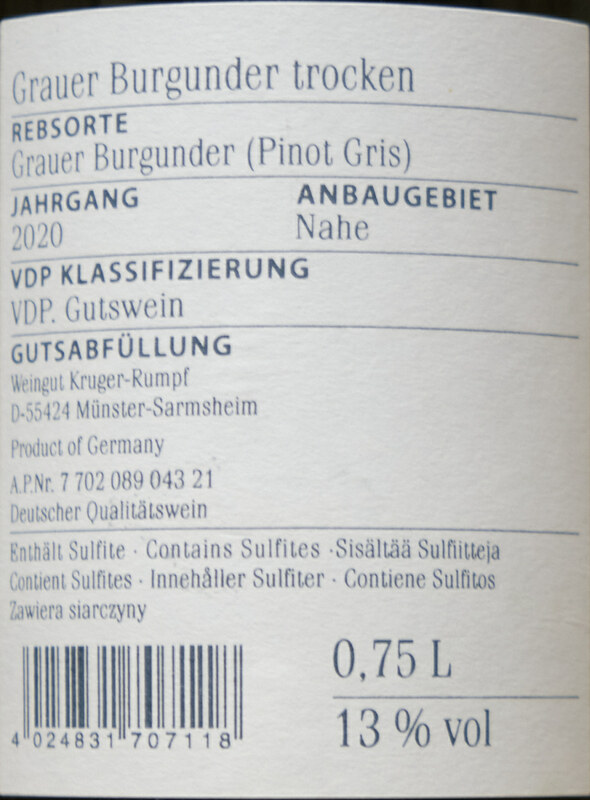 Grauer Burgunder trocken
REBSORTE
Grauer Burgunder (Pinot Gris)
JAHRGANG ANBAUGEBIET
2020 Nahe
VDP KLASSIFIZIERUNG
VDP. Gutswein
GUTSABFÜLLUNG
Weingut Kruger-Rumpf
D-55424 Münster-Sarmsheim
Product of Germany
A.P.Nr. 7 702 089 043 21
Deutscher Qualitätswein
Enthält Sulfite · Contains Sulfites · Sisältää Sulfiitteja
Contient Sulfites · Innehåller Sulfiter · Contiene Sulfitos
Zawiera siarczyny
0,75 L
13 % vol
4 024831 707118